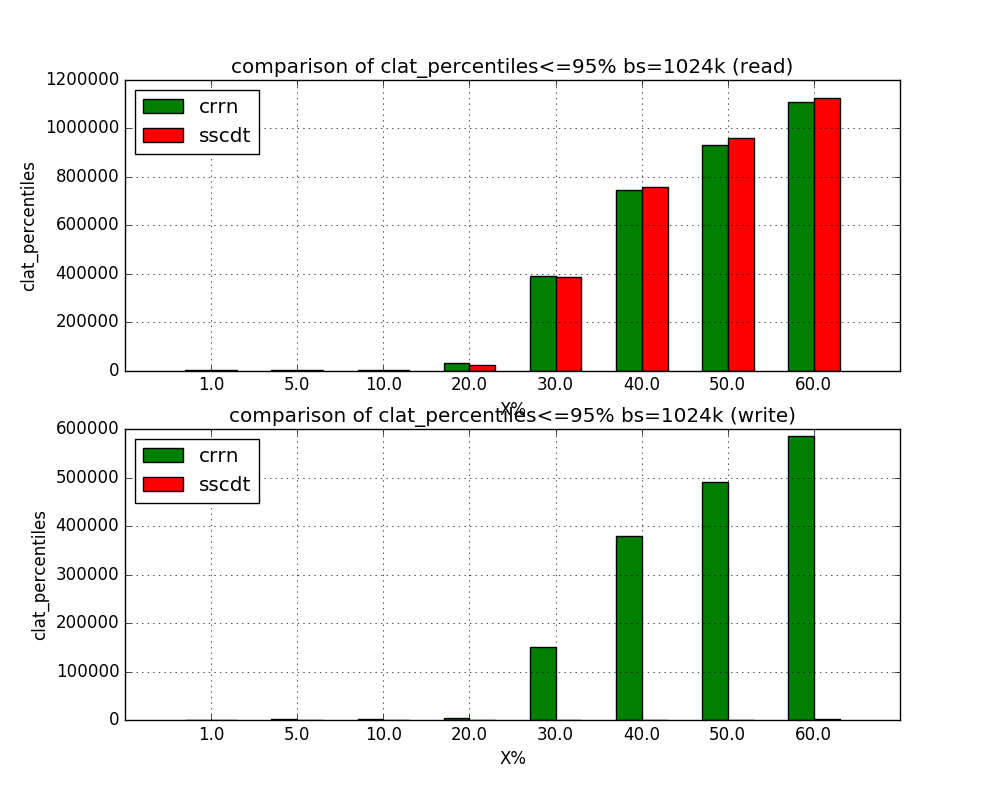 comparison of clat_percentiles<=95% bs=1024k (read)
1200000
1000000
800000
600000
400000
200000
0
clat_percentiles
crrn
sscdt
1.0 5.0 10.0 20.0 30.0 40.0 50.0 60.0
X%
comparison of clat_percentiles<=95% bs=1024k (write)
600000
500000
400000
300000
200000
100000
0
clat_percentiles
crrn
sscdt
1.0 5.0 10.0 20.0 30.0 40.0 50.0 60.0
X%